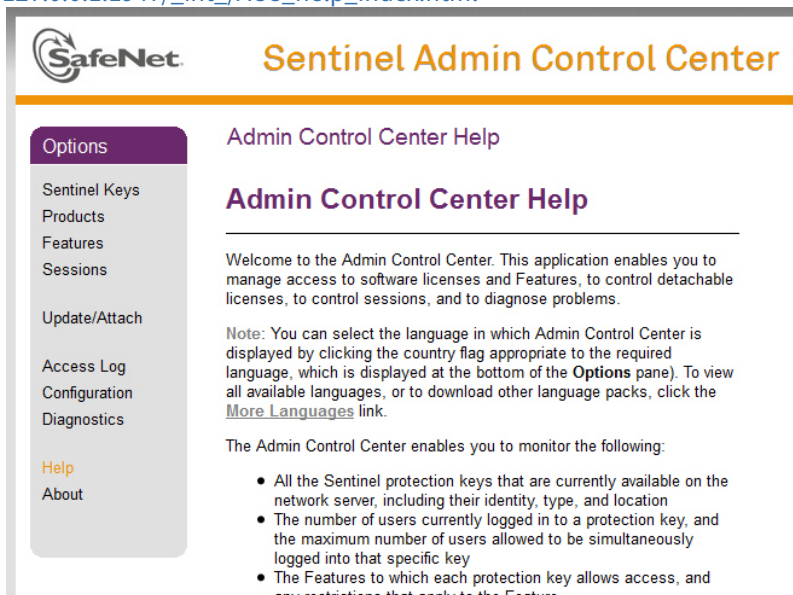 SafeNet.
Sentinel Admin Control Center
Options
Sentinel Keys
Products
Features
Sessions
Update/Attach
Access Log
Configuration
Diagnostics
Help
About
Admin Control Center Help
Admin Control Center Help
Welcome to the Admin Control Center. This application enables you to
manage access to software licenses and Features, to control detachable
licenses, to control sessions, and to diagnose problems.
Note: You can select the language in which Admin Control Center is
displayed by clicking the country flag appropriate to the required
language, which is displayed at the bottom of the Options pane). To view
all available languages, or to download other language packs, click the
More Languages link.
The Admin Control Center enables you to monitor the following:
● All the Sentinel protection keys that are currently available on the
network server, including their identity, type, and location
● The number of users currently logged in to a protection key, and
the maximum number of users allowed to be simultaneously
logged into that specific key
● The Features to which each protection key allows access, and
any restrictions that apply to the Feature